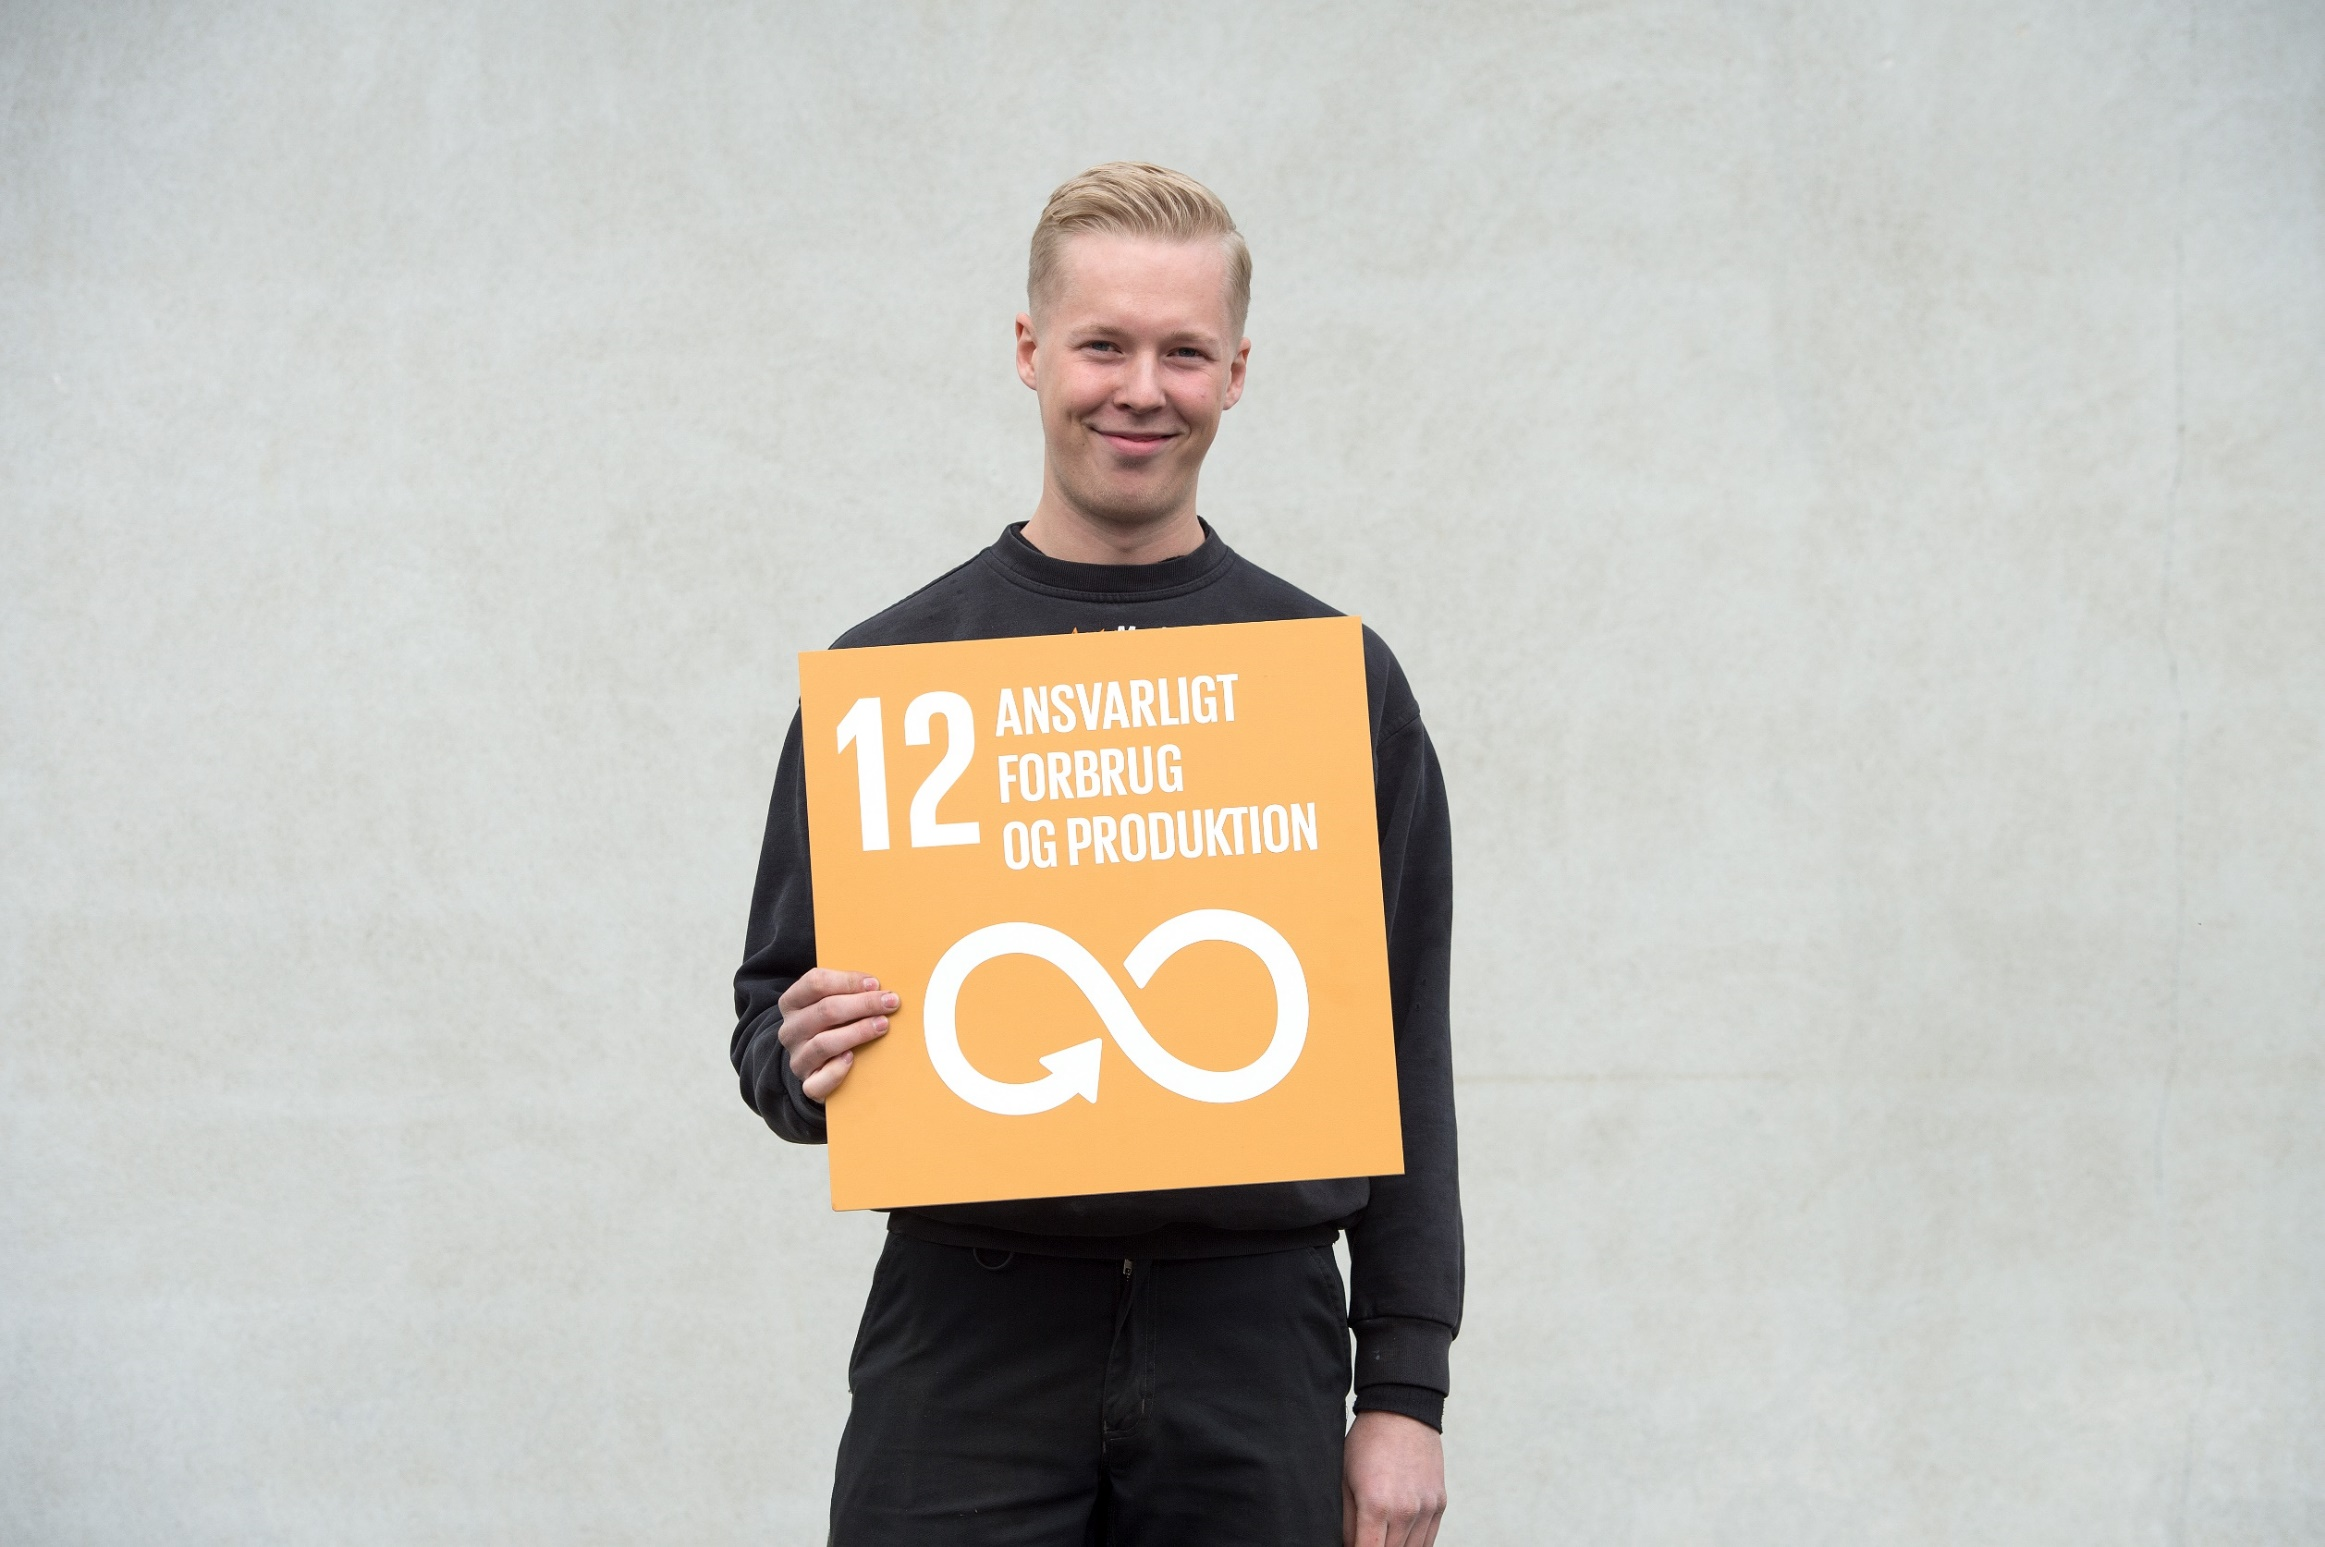 12 ANSVARLIGT
FORBRUG
OG PRODUKTION